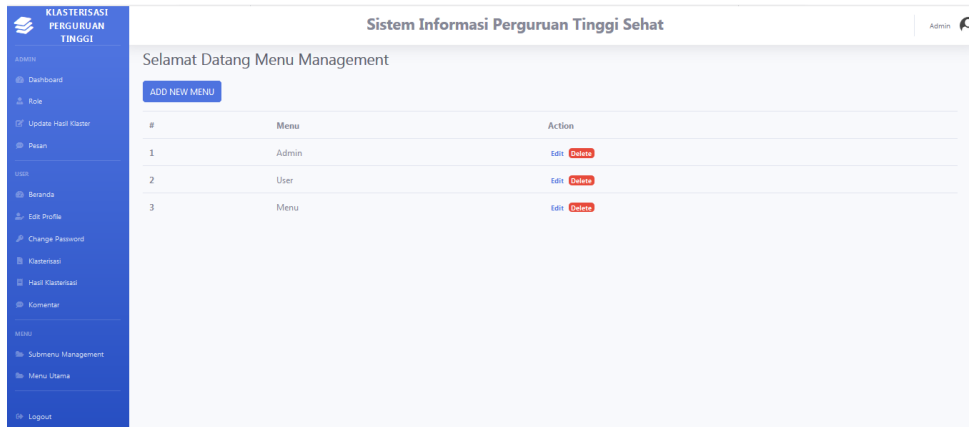 KLASTERISASI
PERGURUAN
TINGGI
ADMIN
Dashboard
Role
Update Hasil Klaster
Pesan
USER
Beranda
Edit Profile
Change Password
Klasterisasi
Hasil Klasterisasi
Komentar
MENU
Submenu Management
Menu Utama
Logout
Sistem Informasi Perguruan Tinggi Sehat
Admin
Selamat Datang Menu Management
ADD NEW MENU
# Menu Action
1 Admin Edit Delete
2 User Edit Delete
3 Menu Edit Delete